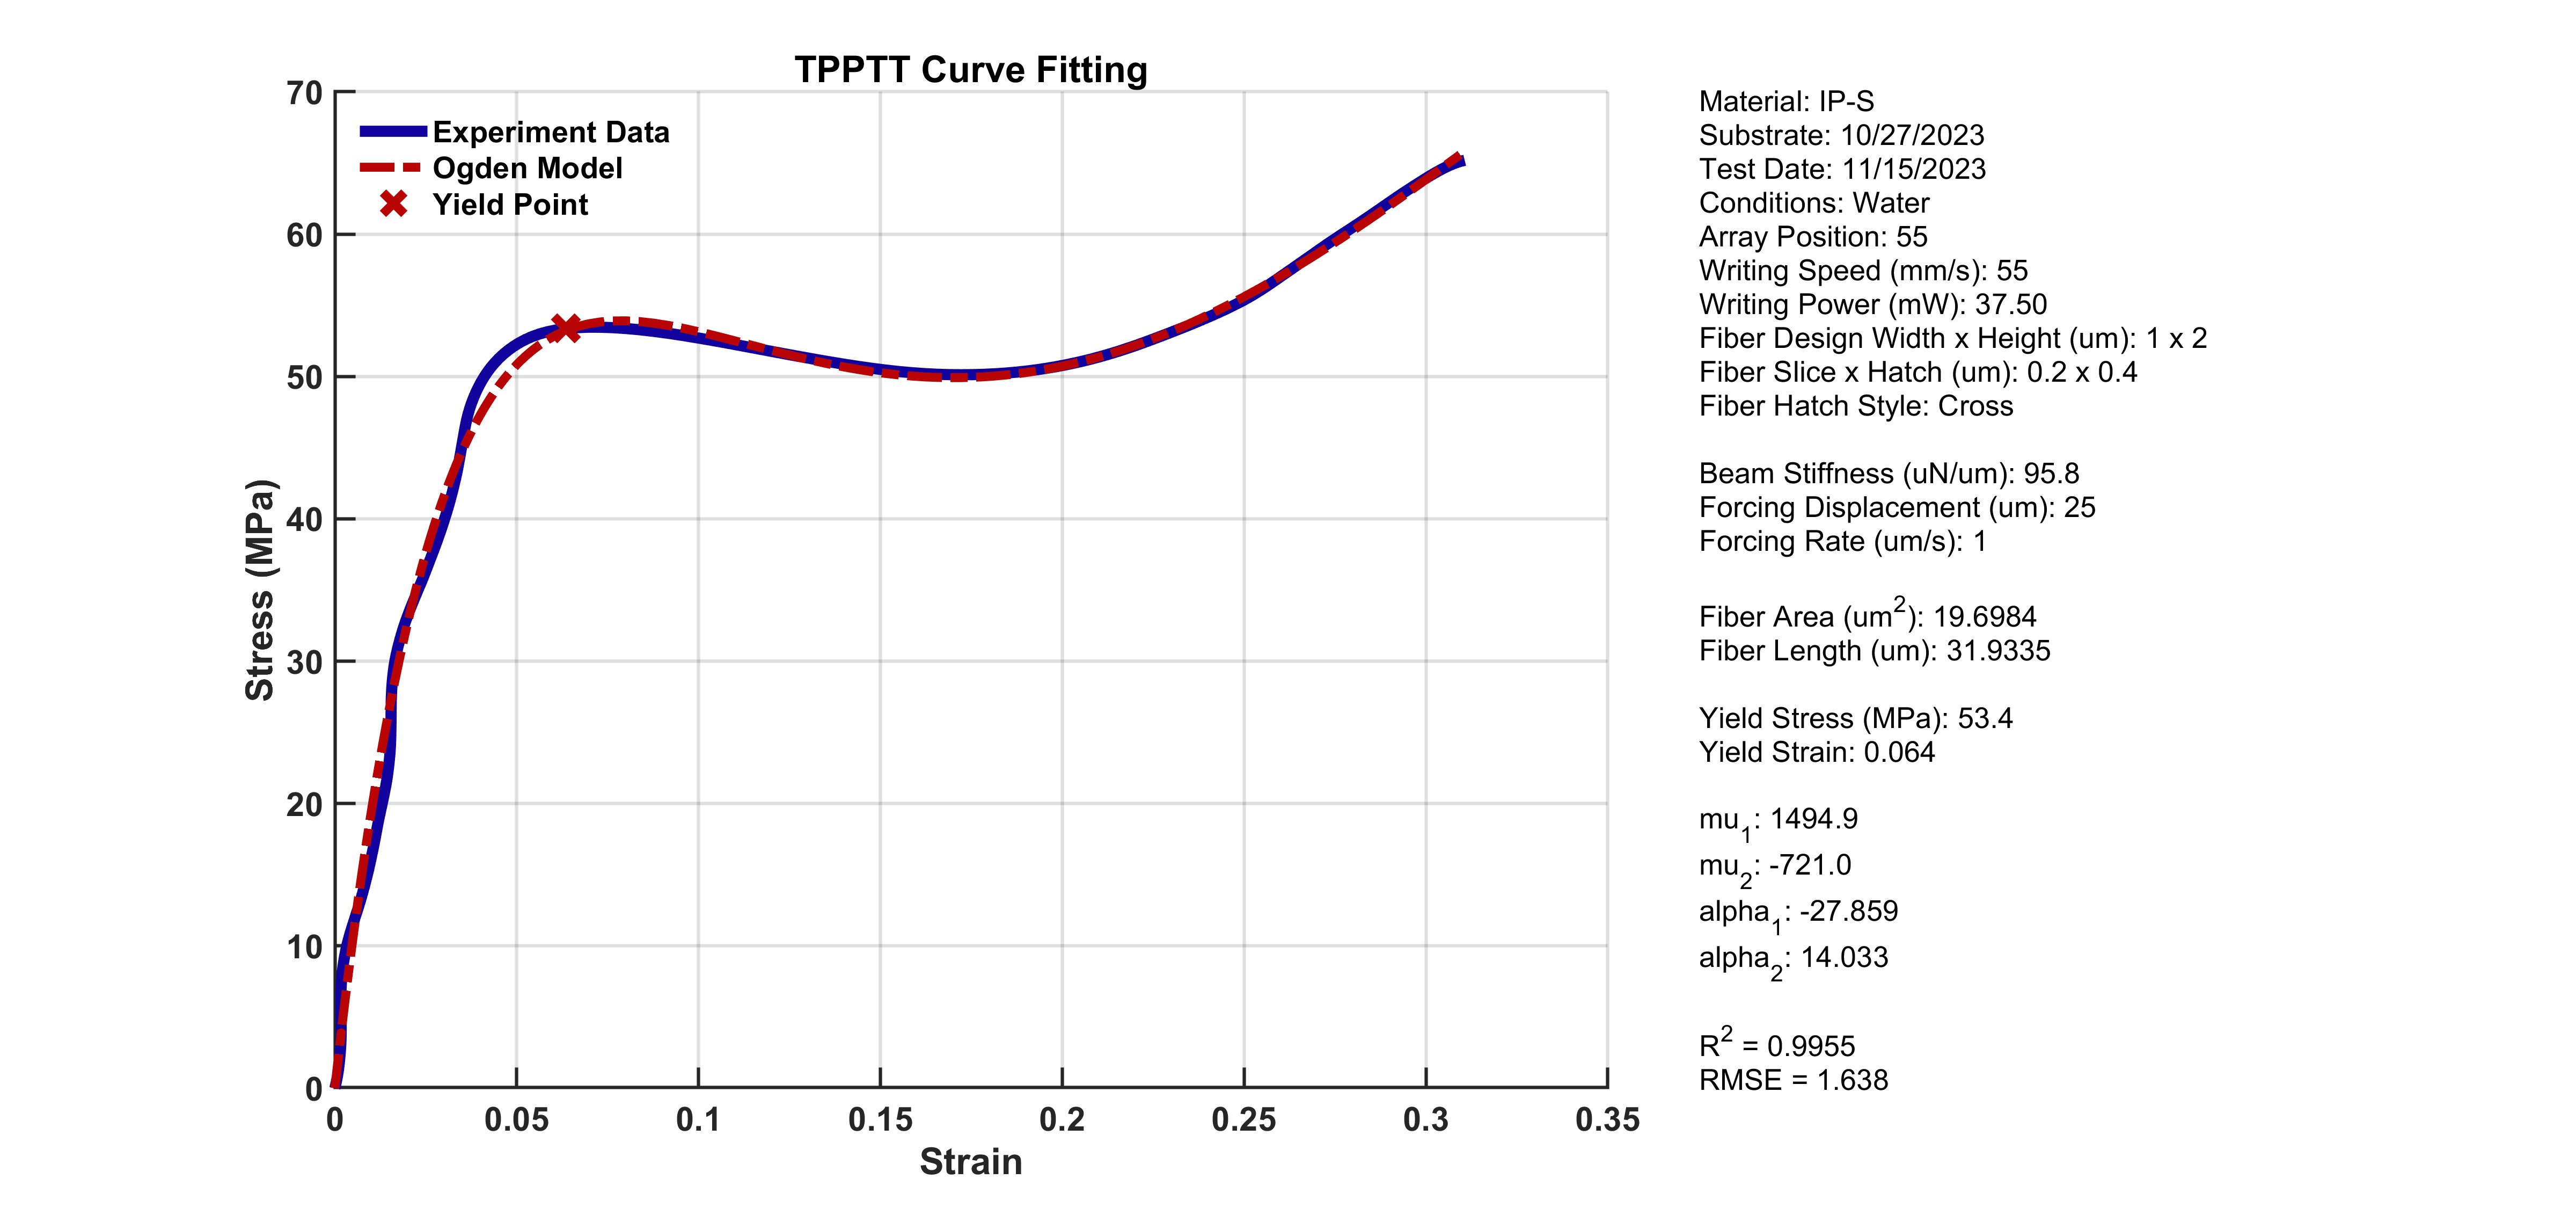 TPPTT Curve Fitting
70
60
50
40
30
20
10
0
Stress (MPa)
Experiment Data
Ogden Model
Yield Point
0 0.05 0.1 0.15 0.2 0.25 0.3 0.35
Strain
Material: IP-S
Substrate: 10/27/2023
Test Date: 11/15/2023
Conditions: Water
Array Position: 55
Writing Speed (mm/s): 55
Writing Power (mW): 37.50
Fiber Design Width x Height (um): 1 x 2
Fiber Slice x Hatch (um): 0.2 x 0.4
Fiber Hatch Style: Cross
Beam Stiffness (uN/um): 95.8
Forcing Displacement (um): 25
Forcing Rate (um/s): 1
Fiber Area (um²): 19.6984
Fiber Length (um): 31.9335
Yield Stress (MPa): 53.4
Yield Strain: 0.064
mu₁: 1494.9
mu₂: -721.0
alpha₁: -27.859
alpha₂: 14.033
R² = 0.9955
RMSE = 1.638